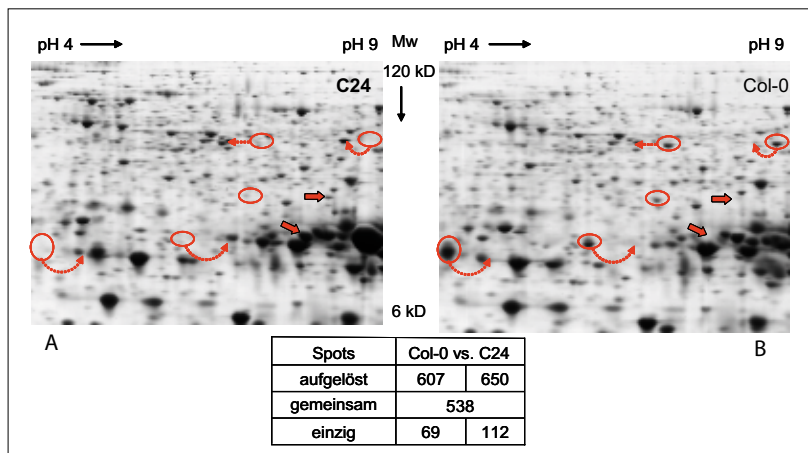 pH 4 pH 9 Mw pH 4 pH 9
C24 120 kD Col-0
6 kD
A B
Spots Col-0 vs. C24
aufgelöst 607 650
gemeinsam 538
einzig 69 112